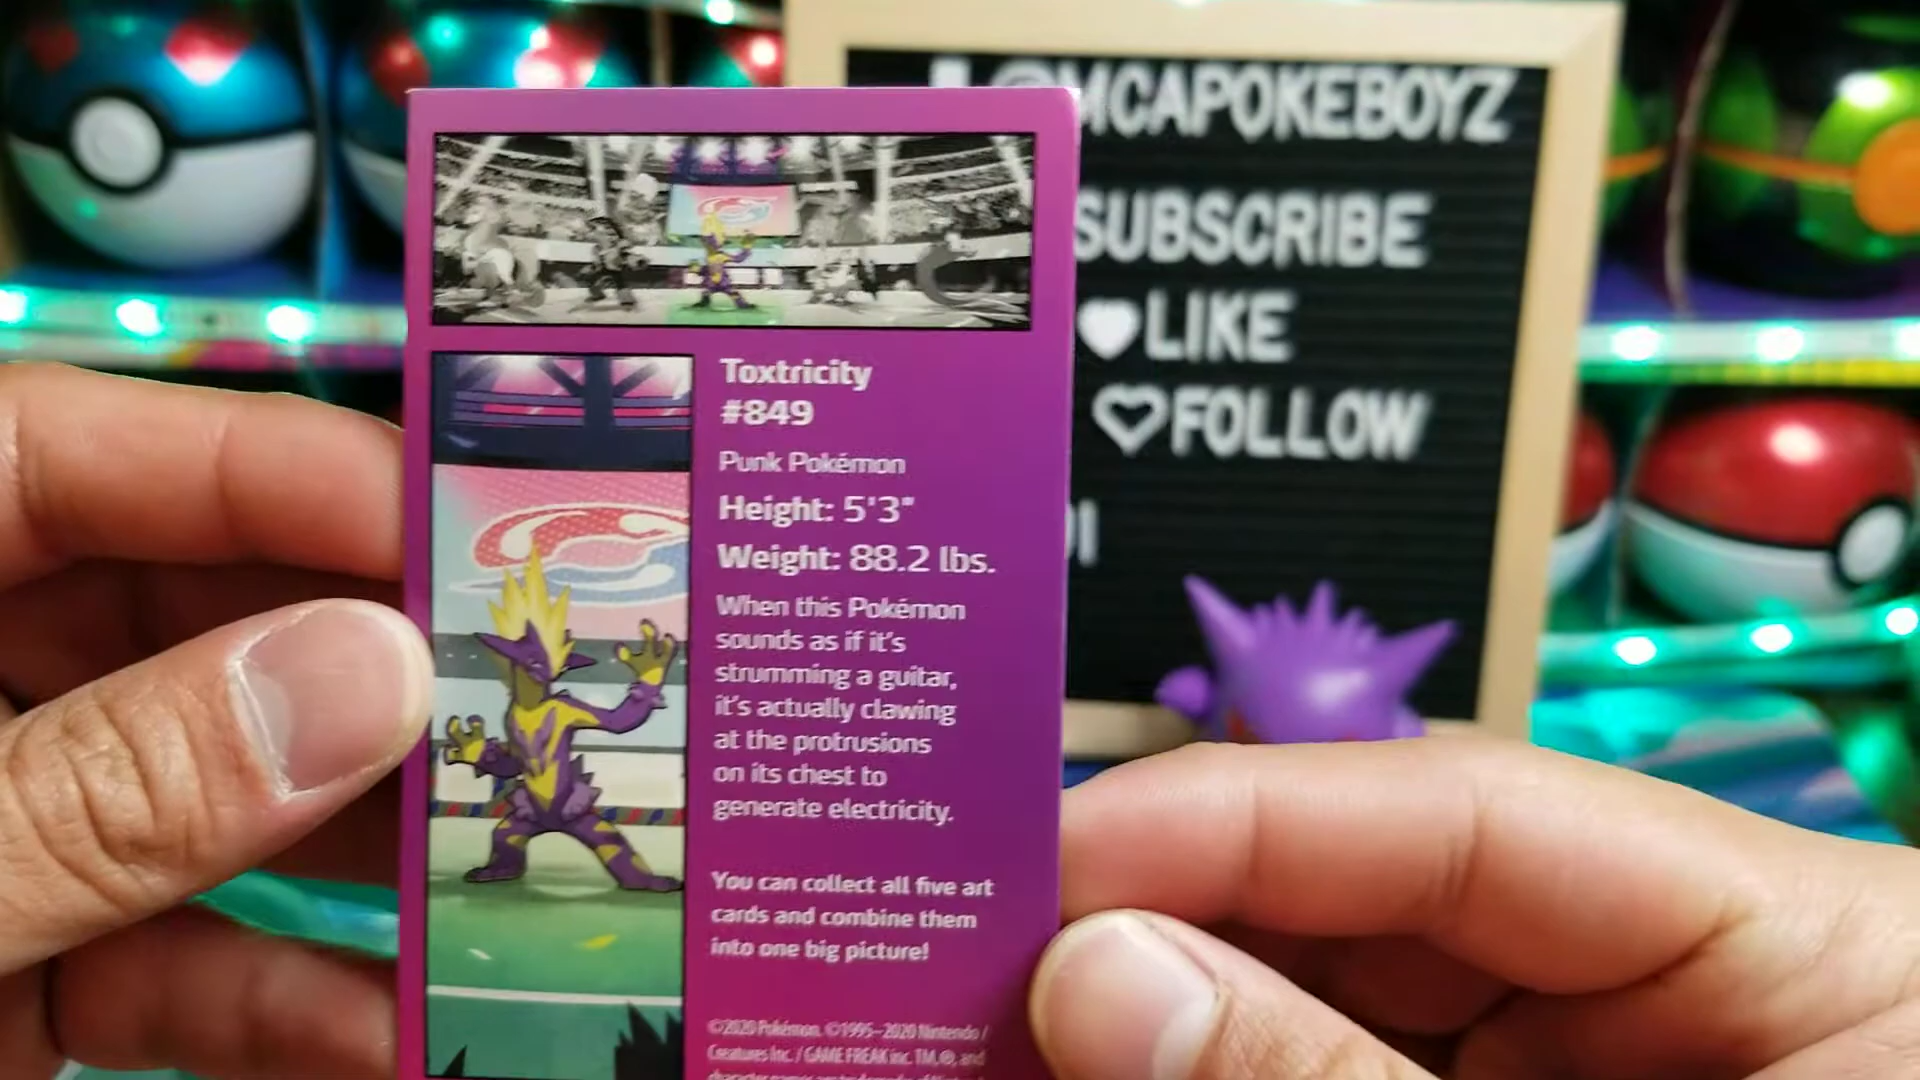 @MCAPOKEBOYZ
SUBSCRIBE
LIKE
FOLLOW
Toxtricity
#849
Punk Pokémon
Height: 5'3"
Weight: 88.2 lbs.
When this Pokémon
sounds as if it's
strumming a guitar,
it's actually clawing
at the protrusions
on its chest to
generate electricity.
You can collect all five art
cards and combine them
into one big picture!
©2020 Pokémon. ©1995–2020 Nintendo /
Creatures Inc. / GAME FREAK inc. TM, ®, and